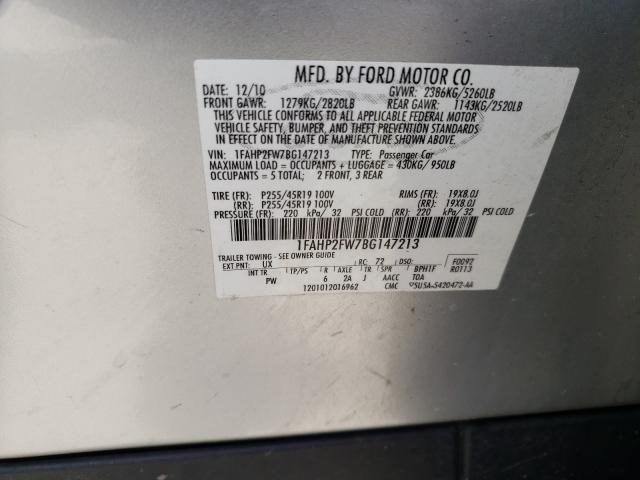 MFD. BY FORD MOTOR CO.
DATE: 12/10 GVWR: 2386KG/5260LB
FRONT GAWR: 1279KG/2820LB REAR GAWR: 1143KG/2520LB
THIS VEHICLE CONFORMS TO ALL APPLICABLE FEDERAL MOTOR
VEHICLE SAFETY, BUMPER, AND THEFT PREVENTION STANDARDS
IN EFFECT ON THE DATE OF MANUFACTURE SHOWN ABOVE.
VIN: 1FAHP2FW7BG147213 TYPE: Passenger Car
MAXIMUM LOAD = OCCUPANTS + LUGGAGE = 430KG/950LB
OCCUPANTS = 5 TOTAL; 2 FRONT, 3 REAR
TIRE (FR): P255/45R19 100V RIMS (FR): 19X8.0J
(RR): P255/45R19 100V (RR): 19X8.0J
PRESSURE (FR): 220 kPa/ 32 PSI COLD (RR): 220 kPa/ 32 PSI COLD
1FAHP2FW7BG147213
TRAILER TOWING - SEE OWNER GUIDE
EXT PNT: UX RC: 72 DSO: F0092
INT TR TP/PS R AXLE TR SPR BPH1F R0113
PW 6 2A J AACC TOA
1201012016962 CMC 5U5A-5420472-AA